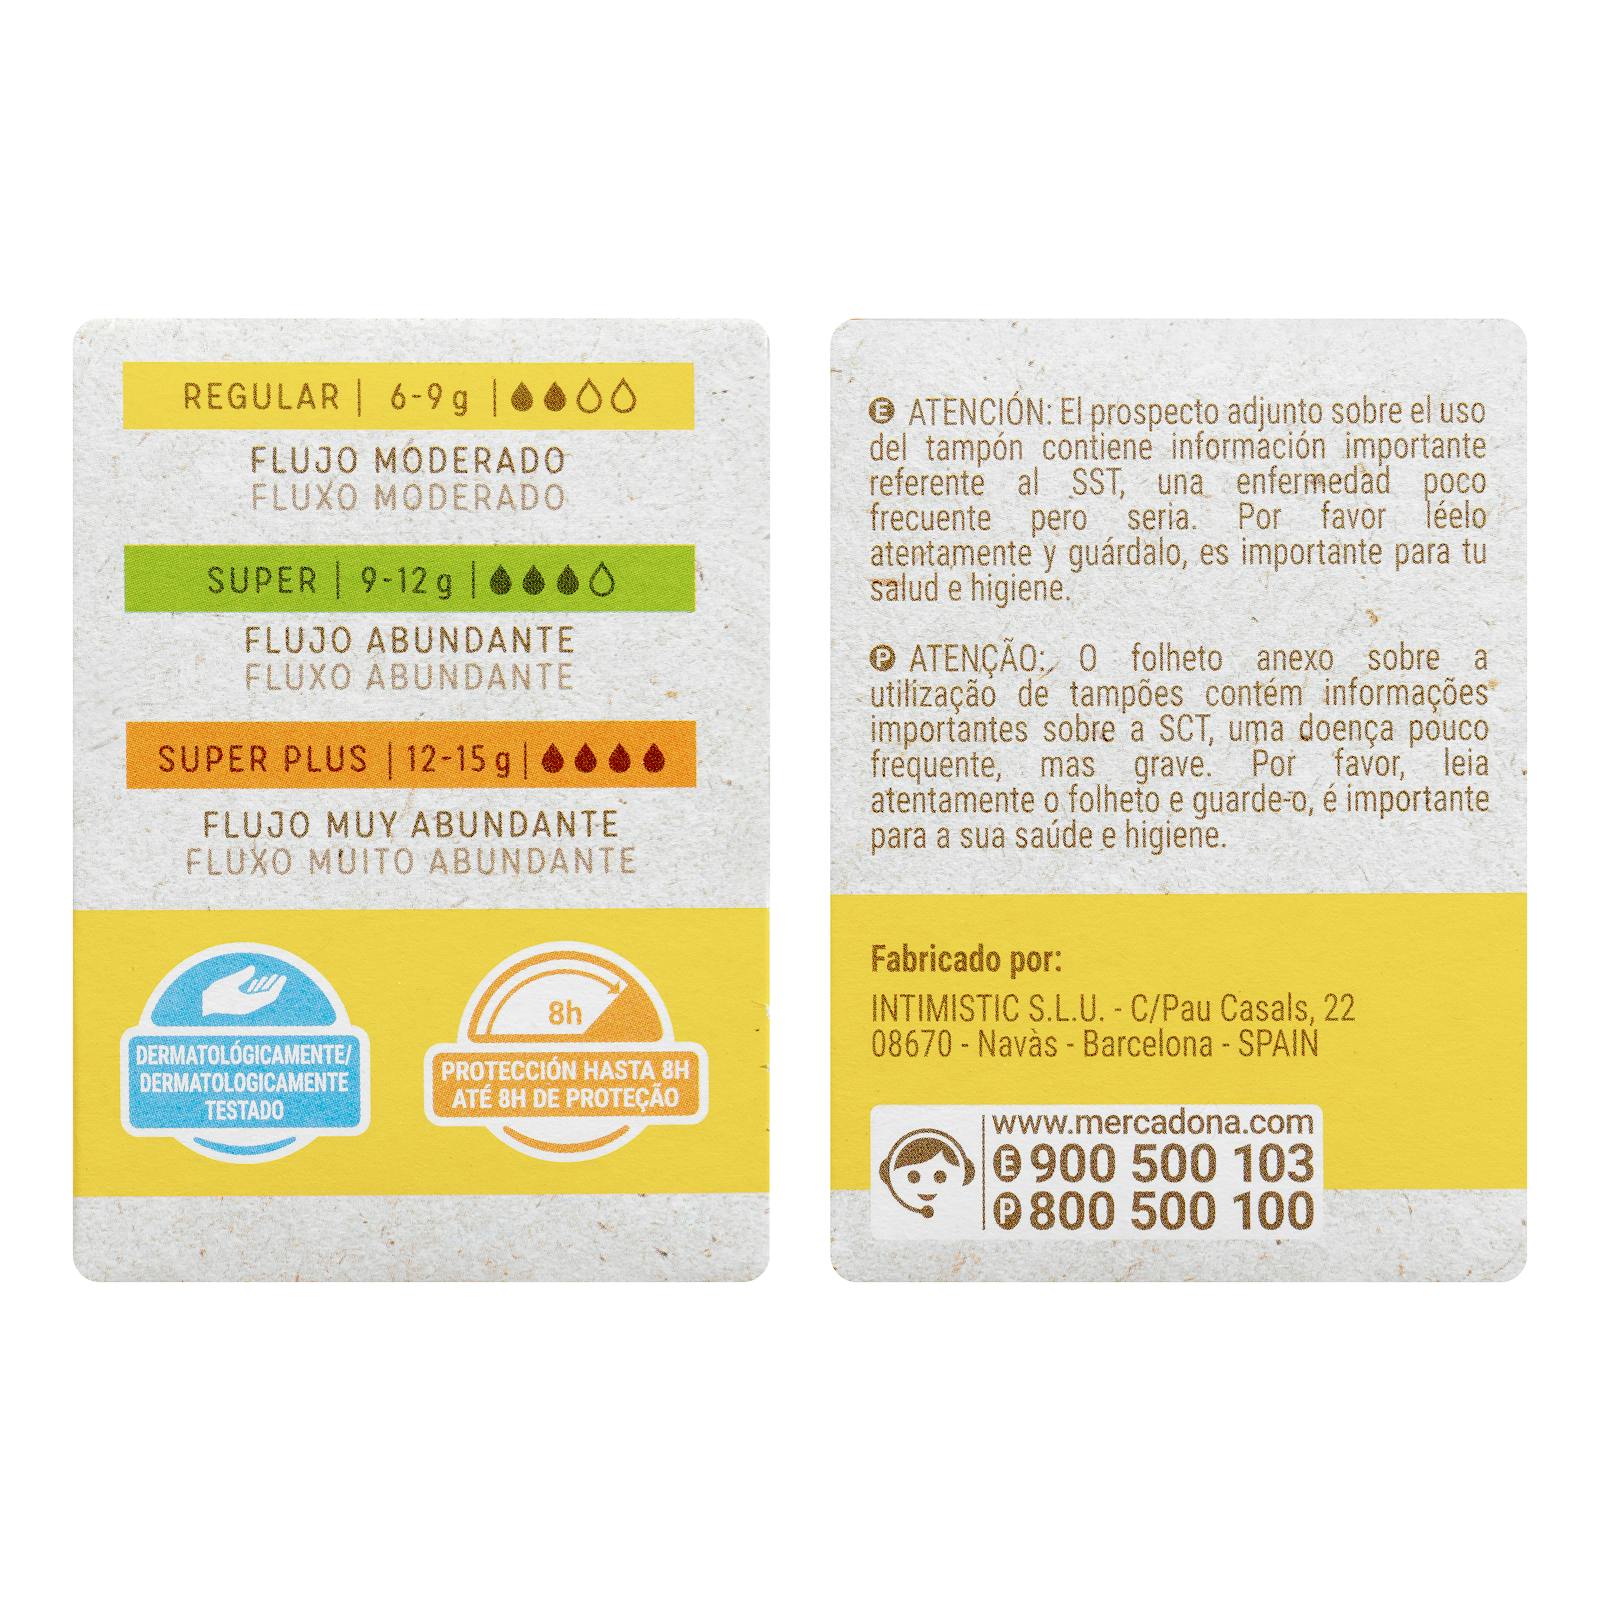 REGULAR | 6-9 g |
FLUJO MODERADO
FLUXO MODERADO
SUPER | 9-12 g |
FLUJO ABUNDANTE
FLUXO ABUNDANTE
SUPER PLUS | 12-15 g |
FLUJO MUY ABUNDANTE
FLUXO MUITO ABUNDANTE
DERMATOLÓGICAMENTE/
DERMATOLOGICAMENTE
TESTADO
8h
PROTECCIÓN HASTA 8H
ATÉ 8H DE PROTEÇÃO
E ATENCIÓN: El prospecto adjunto sobre el uso
del tampón contiene información importante
referente al SST, una enfermedad poco
frecuente pero seria. Por favor léelo
atentamente y guárdalo, es importante para tu
salud e higiene.
P ATENÇÃO: O folheto anexo sobre a
utilização de tampões contém informações
importantes sobre a SCT, uma doença pouco
frequente, mas grave. Por favor, leia
atentamente o folheto e guarde-o, é importante
para a sua saúde e higiene.
Fabricado por:
INTIMISTIC S.L.U. - C/Pau Casals, 22
08670 - Navàs - Barcelona - SPAIN
www.mercadona.com
E 900 500 103
P 800 500 100